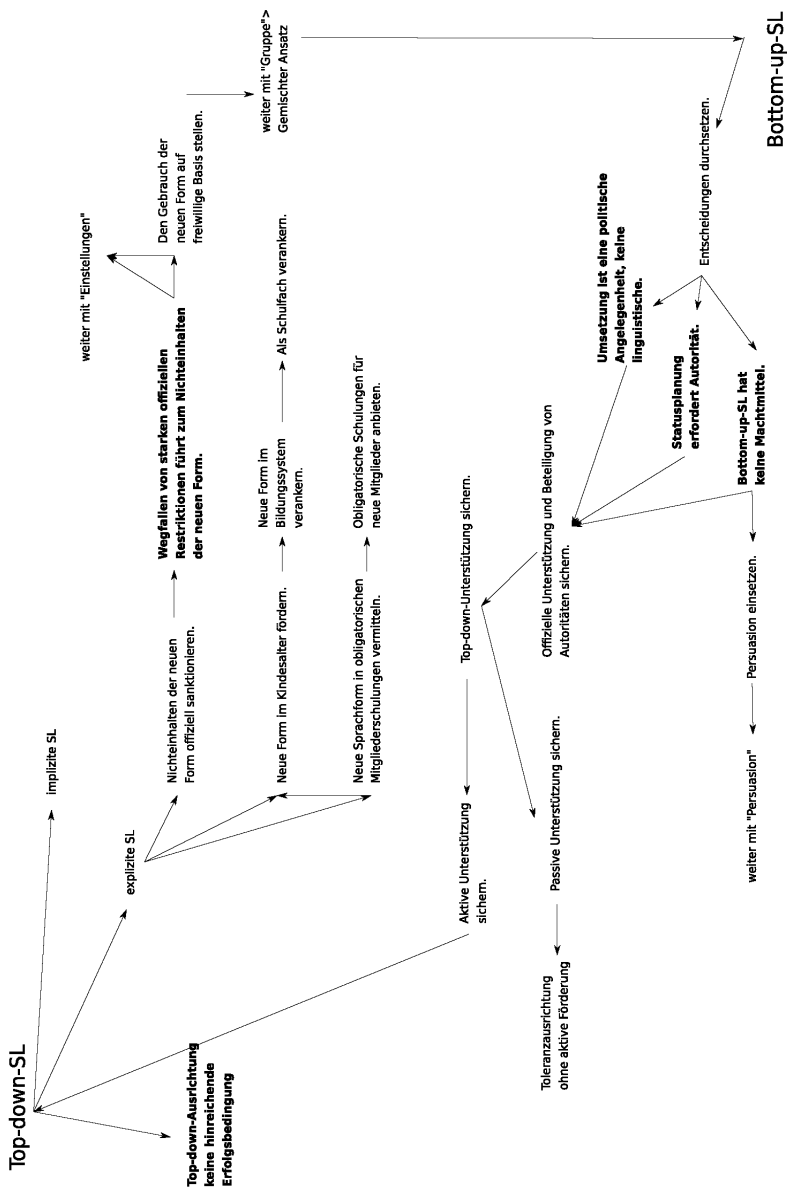 Top-down-SL
implizite SL
explizite SL
Top-down-Ausrichtung
keine hinreichende
Erfolgsbedingung
Nichteinhalten der neuen
Form offiziell sanktionieren.
Wegfallen von starken offiziellen
Restriktionen führt zum Nichteinhalten
der neuen Form.
weiter mit "Einstellungen"
Den Gebrauch der
neuen Form auf
freiwillige Basis stellen.
weiter mit "Gruppe">
Gemischter Ansatz
Neue Form im Kindesalter fördern.
Neue Form im
Bildungssystem
verankern.
Als Schulfach verankern.
Neue Sprachform in obligatorischen
Mitgliederschulungen vermitteln.
Obligatorische Schulungen für
neue Mitglieder anbieten.
Aktive Unterstützung
sichern.
Top-down-Unterstützung sichern.
Toleranzausrichtung
ohne aktive Förderung
Passive Unterstützung sichern.
Offizielle Unterstützung und Beteiligung von
Autoritäten sichern.
Umsetzung ist eine politische
Angelegenheit, keine
linguistische.
Statusplanung
erfordert Autorität.
Bottom-up-SL hat
keine Machtmittel.
Entscheidungen durchsetzen.
weiter mit "Persuasion"
Persuasion einsetzen.
Bottom-up-SL